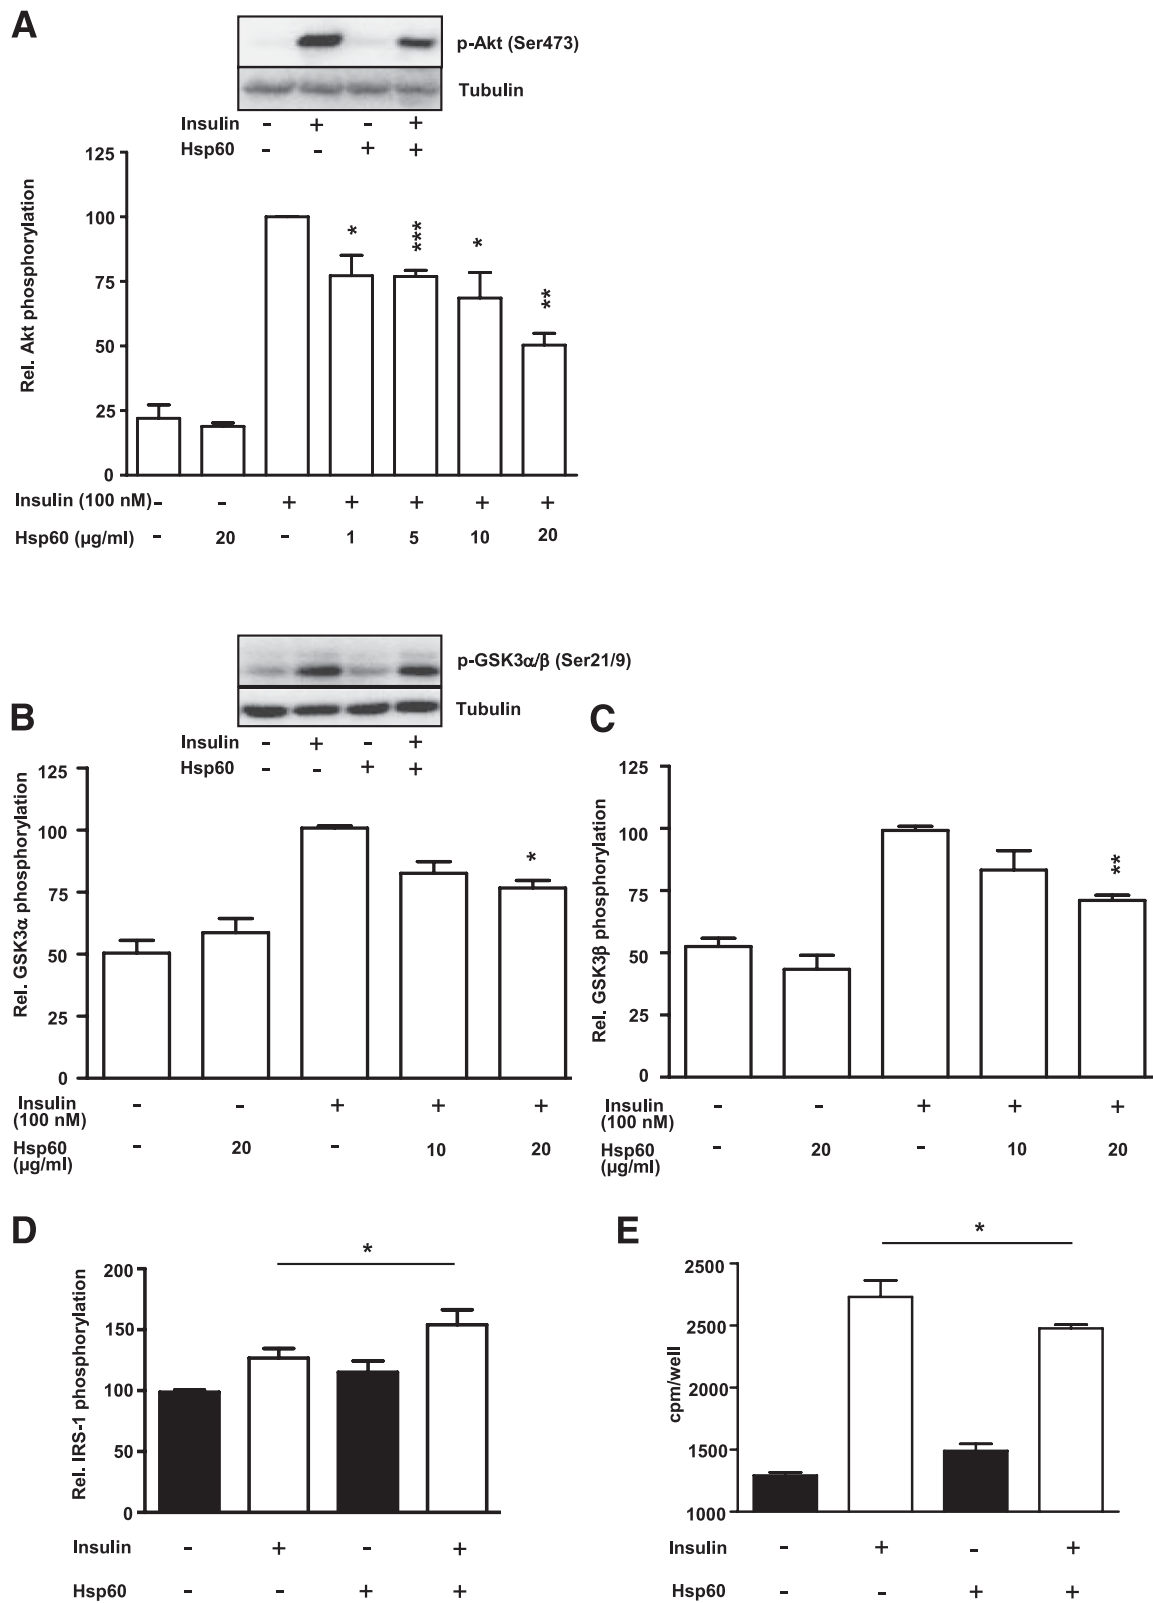 A
p-Akt (Ser473)
Tubulin
Insulin - + - +
Hsp60 - - + +
Rel. Akt phosphorylation
125
100
75
50
25
0
* *** * **
Insulin (100 nM) - - + + + + +
Hsp60 (µg/ml) - 20 - 1 5 10 20
p-GSK3α/β (Ser21/9)
Tubulin
Insulin - + - +
Hsp60 - - + +
B
Rel. GSK3α phosphorylation
125
100
75
50
25
0
*
Insulin
(100 nM)
- - + + +
Hsp60
(µg/ml)
- 20 - 10 20
C
Rel. GSK3β phosphorylation
125
100
75
50
25
0
**
Insulin
(100 nM)
- - + + +
Hsp60
(µg/ml)
- 20 - 10 20
D
Rel. IRS-1 phosphorylation
200
150
100
50
0
*
Insulin - + - +
Hsp60 - - + +
E
cpm/well
2500
2500
2000
1500
1000
*
Insulin - + - +
Hsp60 - - + +